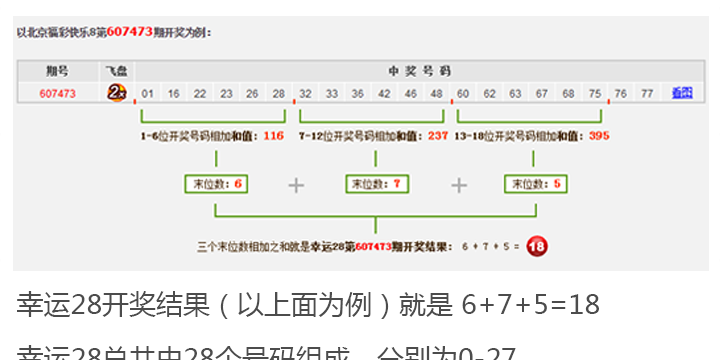 以北京福彩快乐8第607473期开奖为例：
期号 飞盘 中 奖 号 码
607473 2x 01 16 22 23 26 28 32 33 36 42 46 48 60 62 63 67 68 75 76 77 看图
1-6位开奖号码相加和值：116 7-12位开奖号码相加和值：237 13-18位开奖号码相加和值：395
末位数：6 + 末位数：7 + 末位数：5
三个末位数相加之和就是幸运28第607473期开奖结果： 6 + 7 + 5 = 18
幸运28开奖结果（以上面为例）就是 6+7+5=18
幸运28总共由28个号码组成，分别为0-27